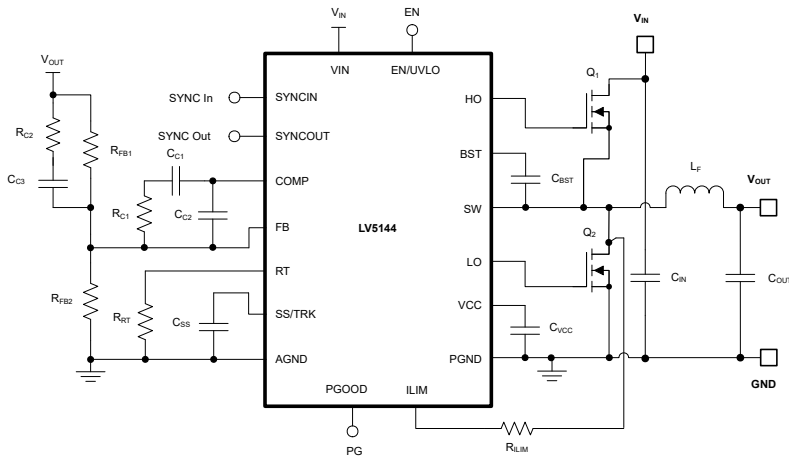 VIN
EN
VIN
VOUT
VIN
EN/UVLO
Q1
SYNC In
SYNCIN
HO
SYNC Out
SYNCOUT
RC2
RFB1
CC1
BST
LF
VOUT
CC3
COMP
CBST
RC1
CC2
SW
FB
LV5144
Q2
RT
LO
CIN
COUT
RFB2
RRT
CSS
SS/TRK
VCC
CVCC
AGND
PGND
GND
PGOOD
ILIM
PG
RILIM